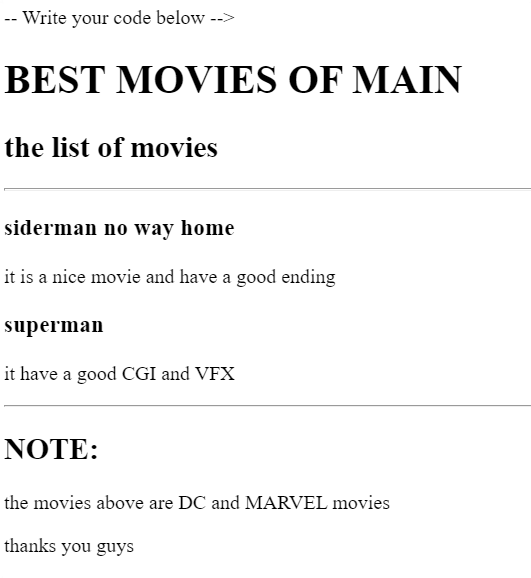 -- Write your code below -->
BEST MOVIES OF MAIN
the list of movies
siderman no way home
it is a nice movie and have a good ending
superman
it have a good CGI and VFX
NOTE:
the movies above are DC and MARVEL movies
thanks you guys